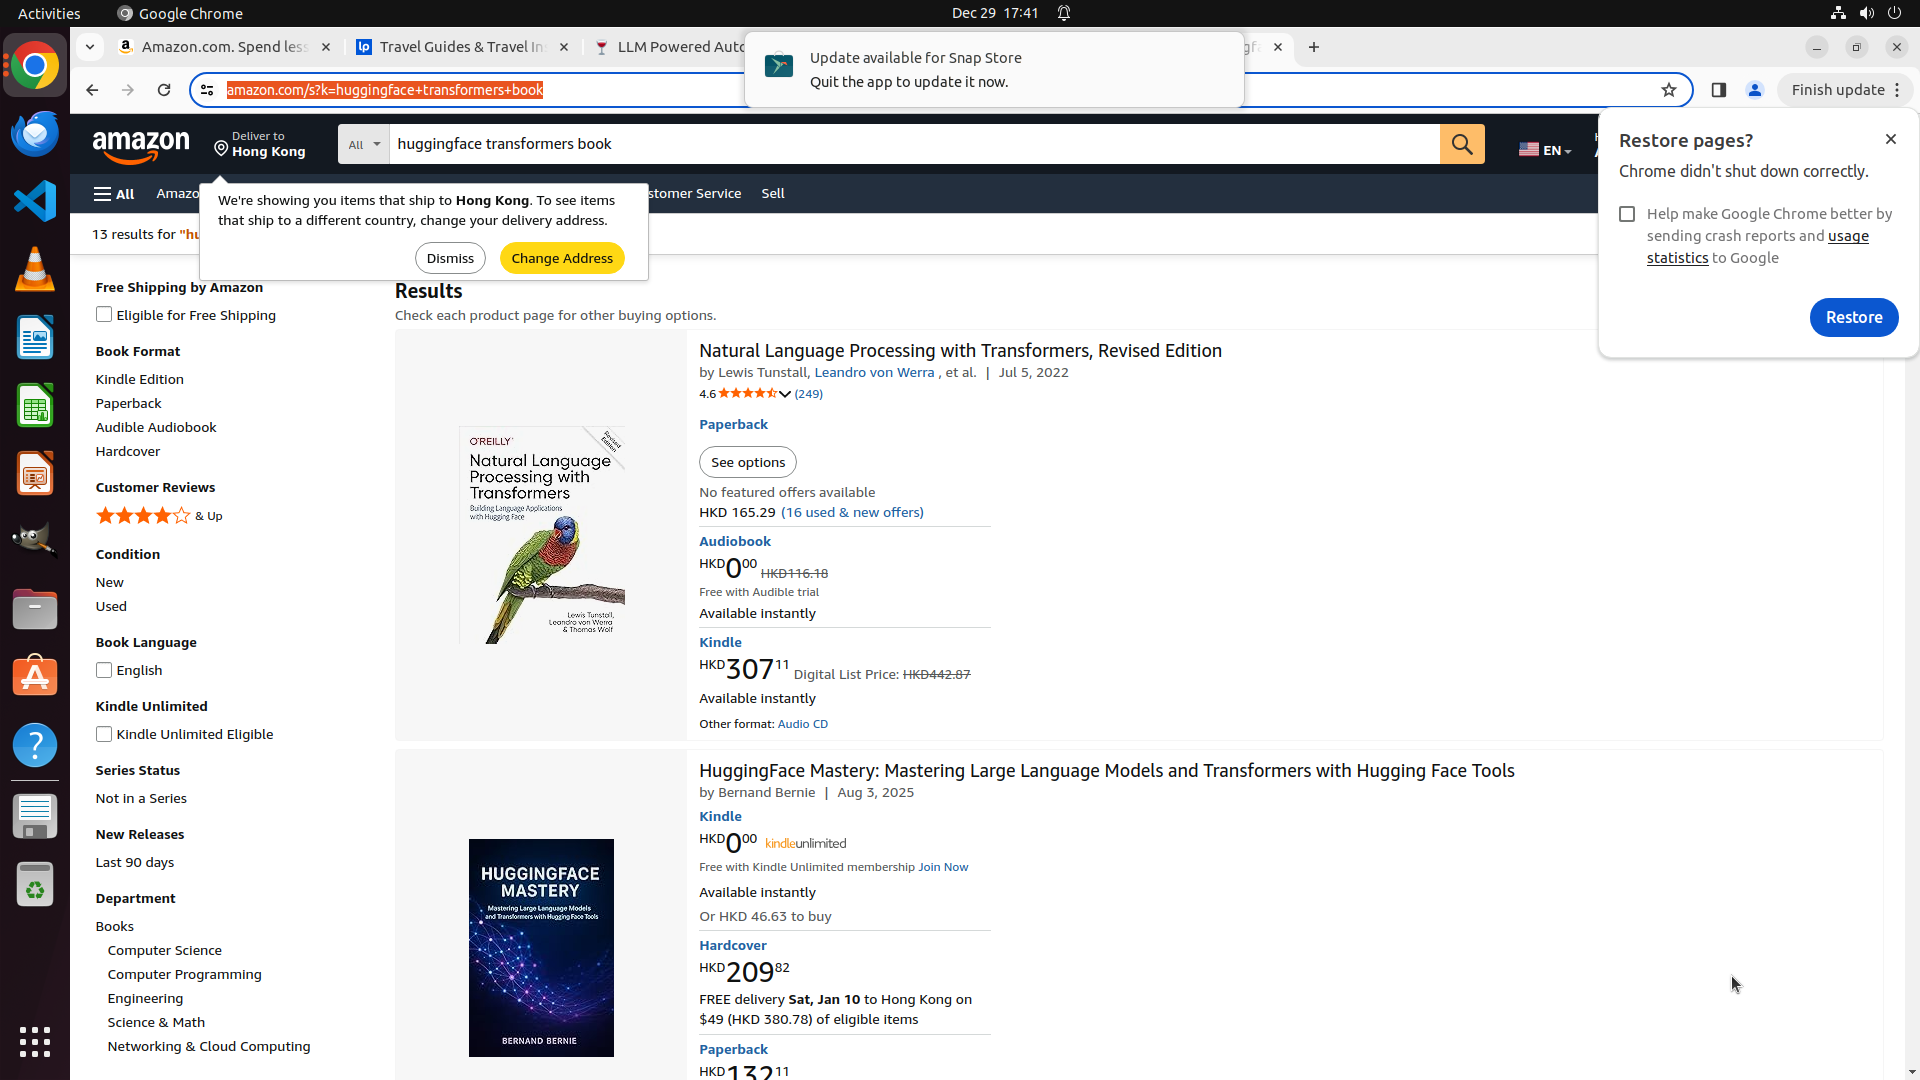 Activities
Google Chrome
Dec 29 17:41
Amazon.com. Spend less
Travel Guides & Travel In
LLM Powered Auto
Update available for Snap Store
Quit the app to update it now.
amazon.com/s?k=huggingface+transformers+book
Finish update
amazon
Deliver to
Hong Kong
All
huggingface transformers book
EN
All
Sell
We're showing you items that ship to Hong Kong. To see items
that ship to a different country, change your delivery address.
Dismiss
Change Address
Restore pages?
Chrome didn't shut down correctly.
Help make Google Chrome better by
sending crash reports and usage
statistics to Google
Restore
13 results for
Free Shipping by Amazon
Eligible for Free Shipping
Book Format
Kindle Edition
Paperback
Audible Audiobook
Hardcover
Customer Reviews
& Up
Condition
New
Used
Book Language
English
Kindle Unlimited
Kindle Unlimited Eligible
Series Status
Not in a Series
New Releases
Last 90 days
Department
Books
Computer Science
Computer Programming
Engineering
Science & Math
Networking & Cloud Computing
Results
Check each product page for other buying options.
O'REILLY
Revised
Edition
Natural Language
Processing with
Transformers
Building Language Applications
with Hugging Face
Lewis Tunstall,
Leandro von Werra
& Thomas Wolf
Natural Language Processing with Transformers, Revised Edition
by Lewis Tunstall, Leandro von Werra , et al. | Jul 5, 2022
4.6 (249)
Paperback
See options
No featured offers available
HKD 165.29 (16 used & new offers)
Audiobook
HKD000 HKD116.18
Free with Audible trial
Available instantly
Kindle
HKD30711 Digital List Price: HKD442.87
Available instantly
Other format: Audio CD
HUGGINGFACE
MASTERY
Mastering Large Language Models
and Transformers with Hugging Face Tools
BERNAND BERNIE
HuggingFace Mastery: Mastering Large Language Models and Transformers with Hugging Face Tools
by Bernand Bernie | Aug 3, 2025
Kindle
HKD000 kindleunlimited
Free with Kindle Unlimited membership Join Now
Available instantly
Or HKD 46.63 to buy
Hardcover
HKD20982
FREE delivery Sat, Jan 10 to Hong Kong on
$49 (HKD 380.78) of eligible items
Paperback
HKD13211